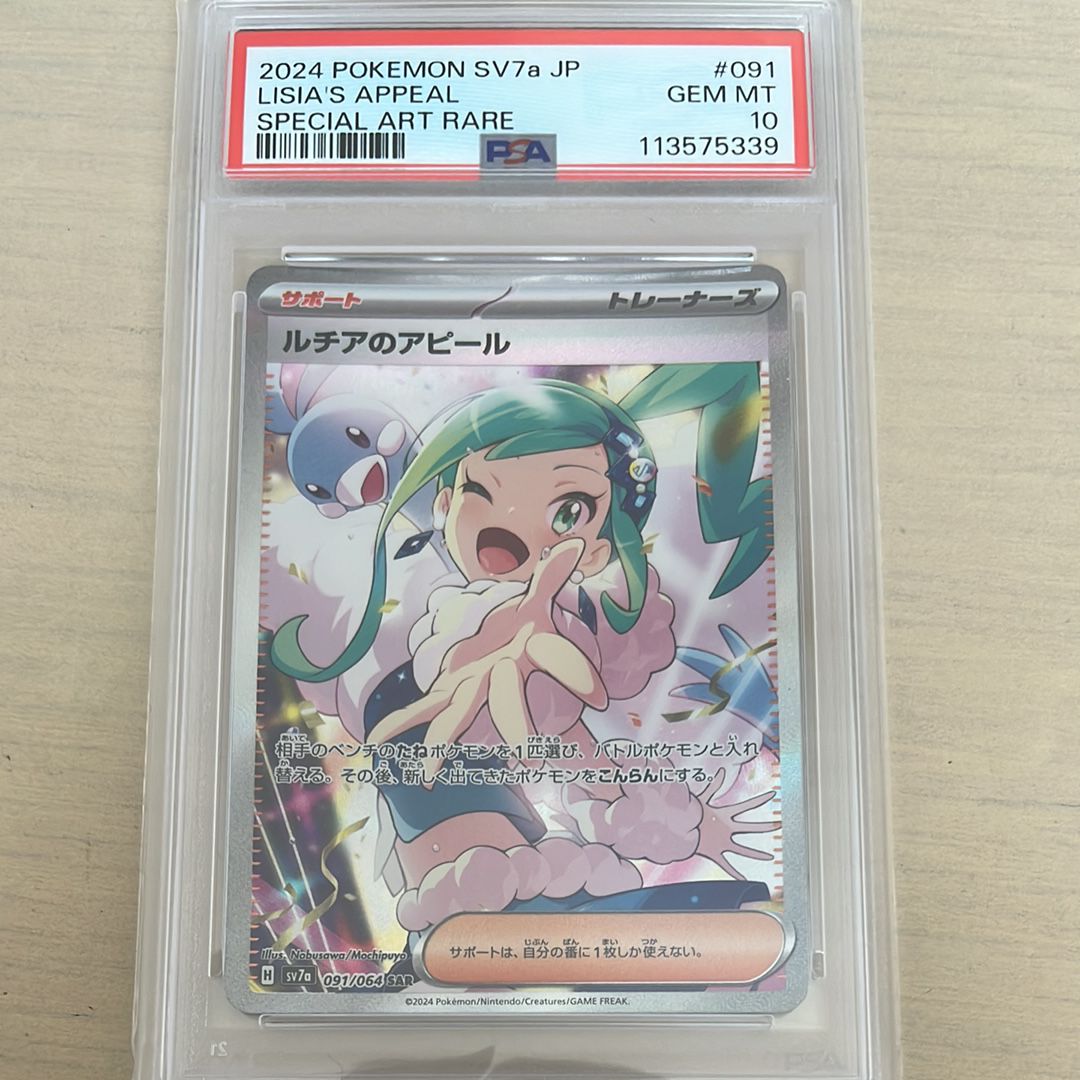 2024 POKEMON SV7a JP #091
LISIA'S APPEAL GEM MT
SPECIAL ART RARE 10
PSA 113575339
サポート トレーナーズ
ルチアのアピール
相手のベンチのたねポケモンを1匹選び、バトルポケモンと入れ
替える。その後、新しく出てきたポケモンをこんらんにする。
サポートは、自分の番に1枚しか使えない。
Illus. Nobusawa/Mochipuyo
H sv7a 091/064 SAR
©2024 Pokémon/Nintendo/Creatures/GAME FREAK.